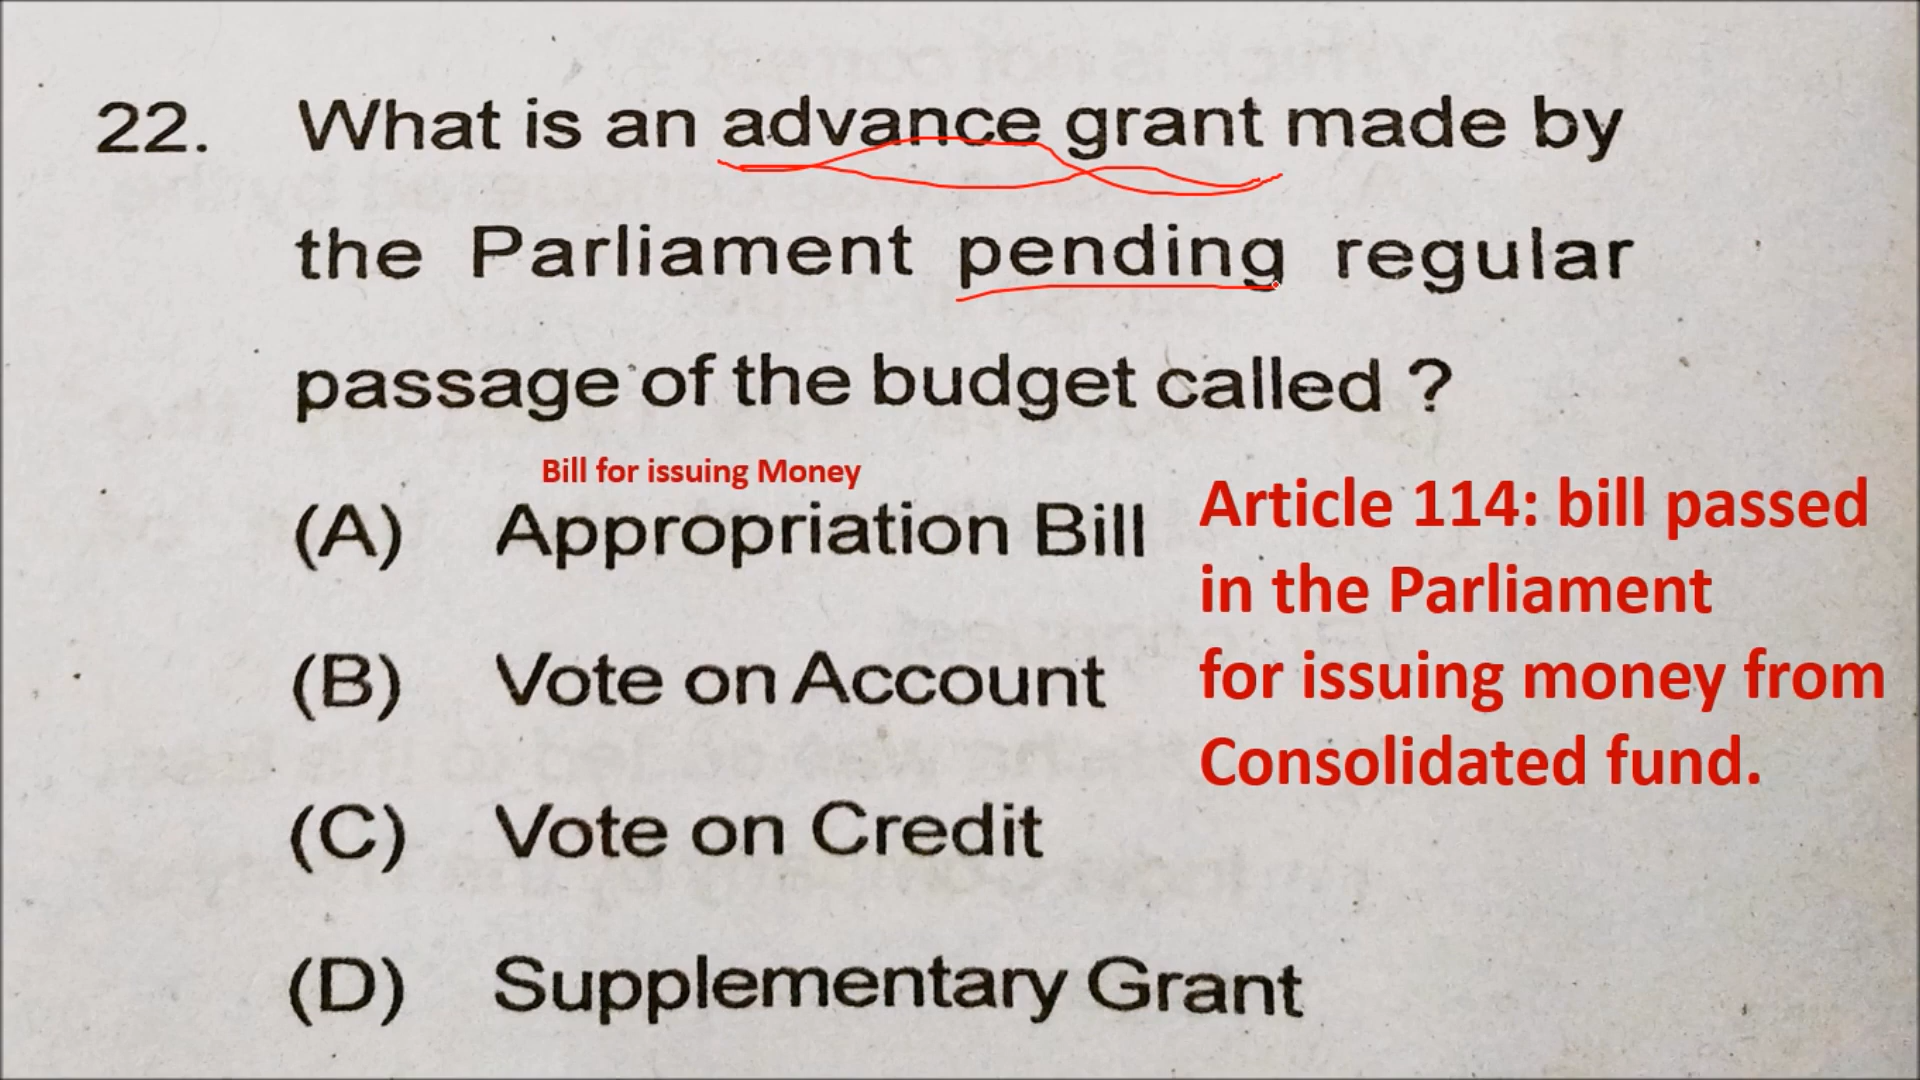 22. What is an advance grant made by
the Parliament pending regular
passage of the budget called ?
Bill for issuing Money
(A) Appropriation Bill
(B) Vote on Account
(C) Vote on Credit
(D) Supplementary Grant
Article 114: bill passed
in the Parliament
for issuing money from
Consolidated fund.